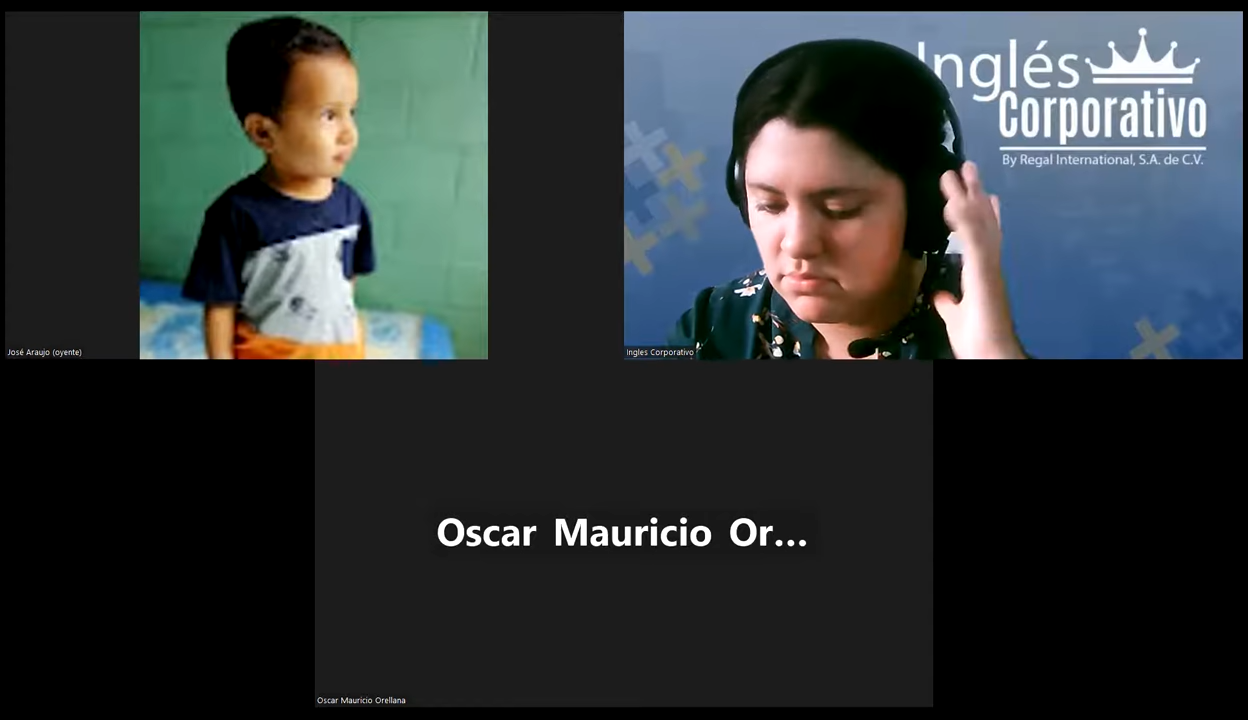 Inglés
Corporativo
By Regal International, S.A. de C.V.
José Araujo (oyente)
Ingles Corporativo
Oscar Mauricio Or...
Oscar Mauricio Orellana